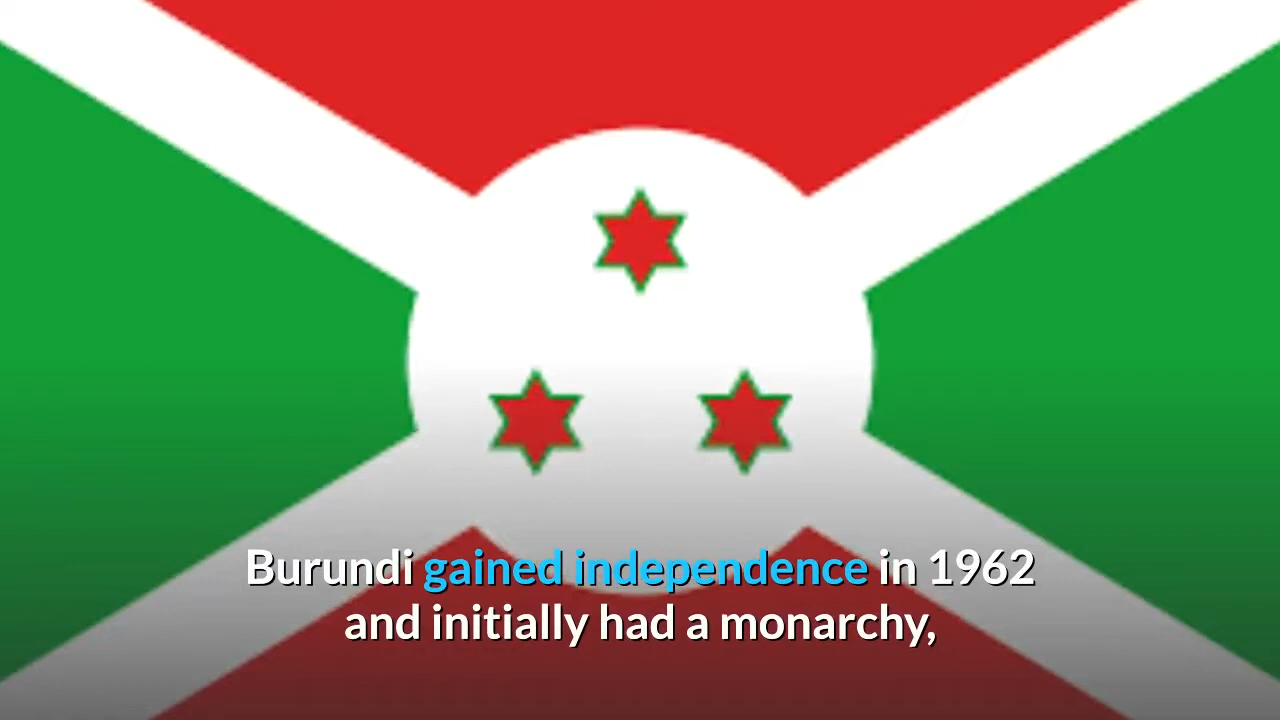 Burundi gained independence in 1962
and initially had a monarchy,